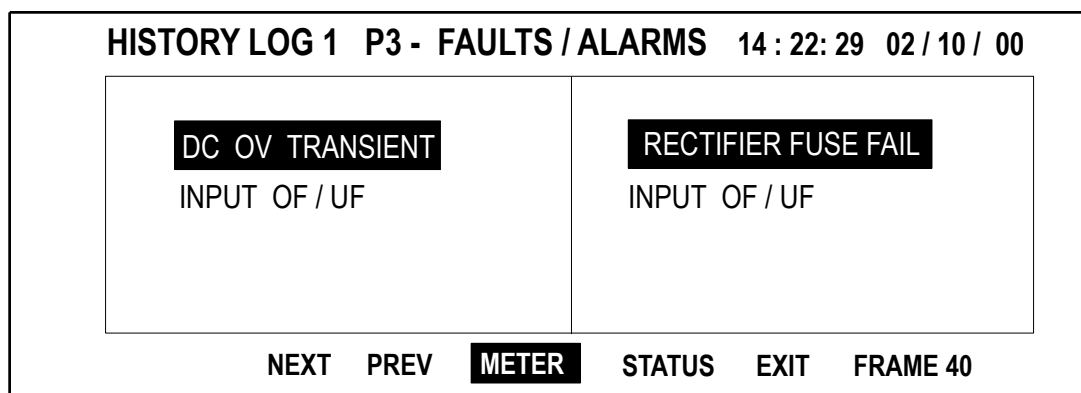 HISTORY LOG 1 P3 - FAULTS / ALARMS 14 : 22: 29 02 / 10 / 00
DC OV TRANSIENT
INPUT OF / UF
RECTIFIER FUSE FAIL
INPUT OF / UF
NEXT PREV METER STATUS EXIT FRAME 40